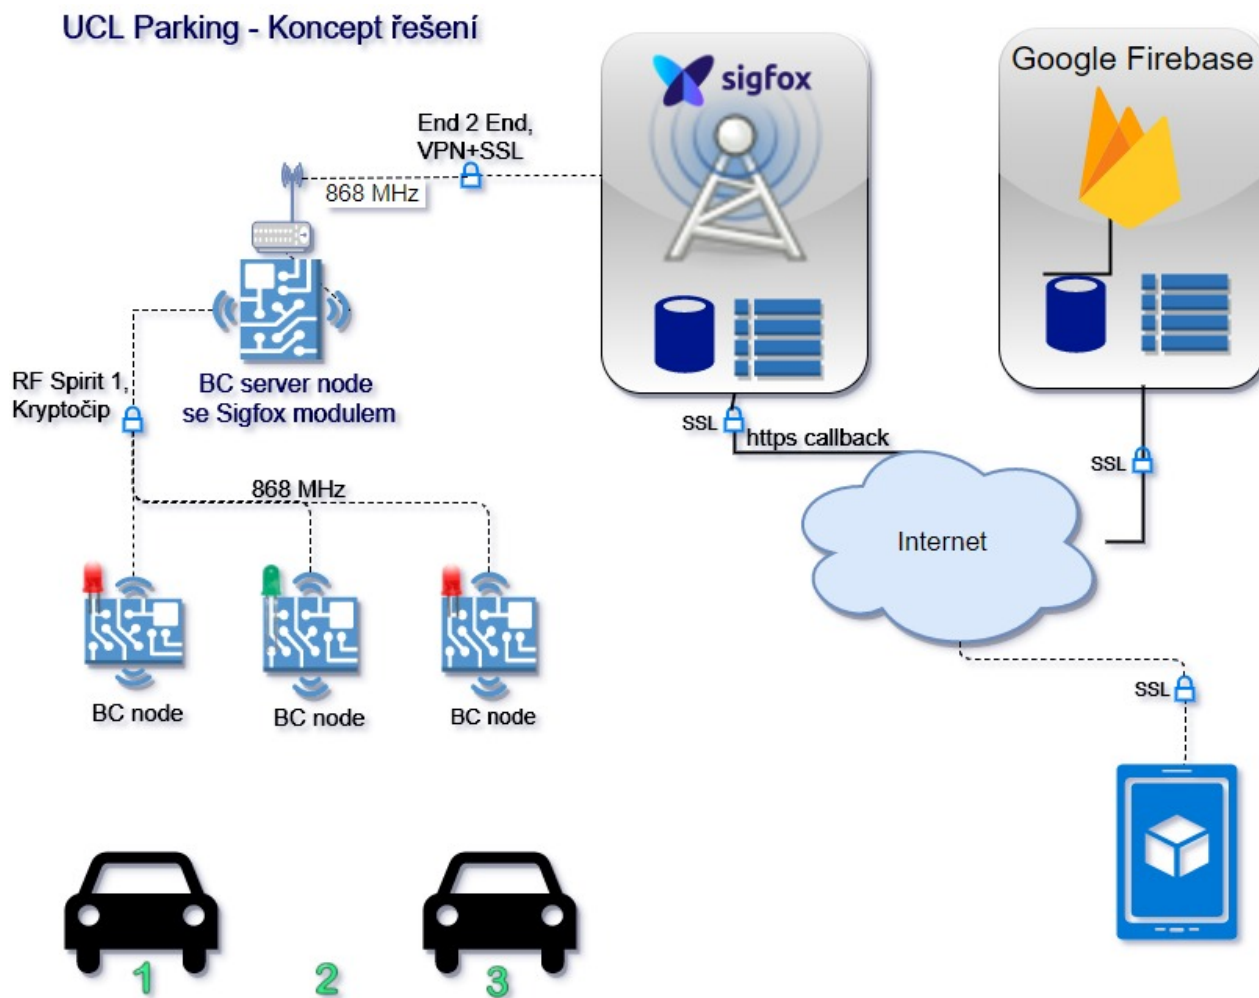 UCL Parking - Koncept řešení
sigfox
Google Firebase
End 2 End,
VPN+SSL
868 MHz
BC server node
se Sigfox modulem
RF Spirit 1,
Kryptočip
SSL
https callback
SSL
868 MHz
Internet
BC node
BC node
BC node
SSL
1
2
3